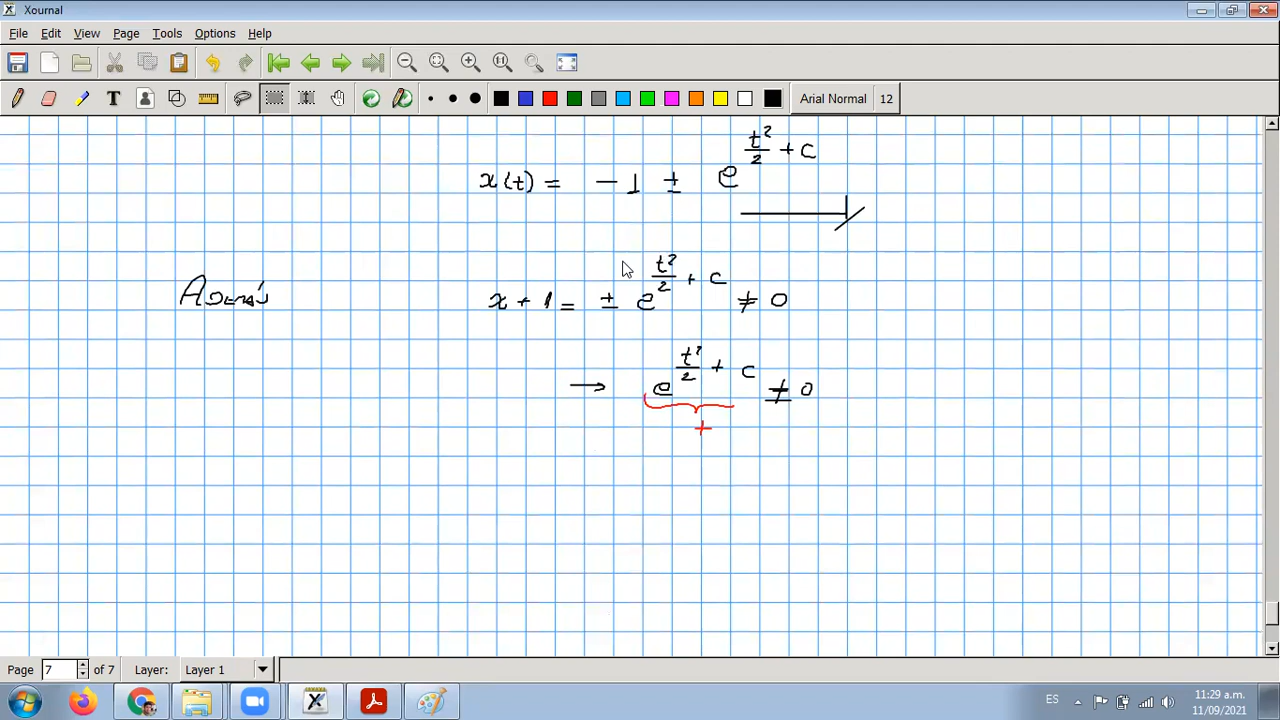 Xournal
File Edit View Page Tools Options Help
Arial Normal 12
x(t) = -1 ± e^{t²/2 + c}
Además x + 1 = ± e^{t²/2 + c} ≠ 0
→ e^{t²/2 + c} ≠ 0
+
Page 7 of 7 Layer: Layer 1
ES 11:29 a.m.
11/09/2021